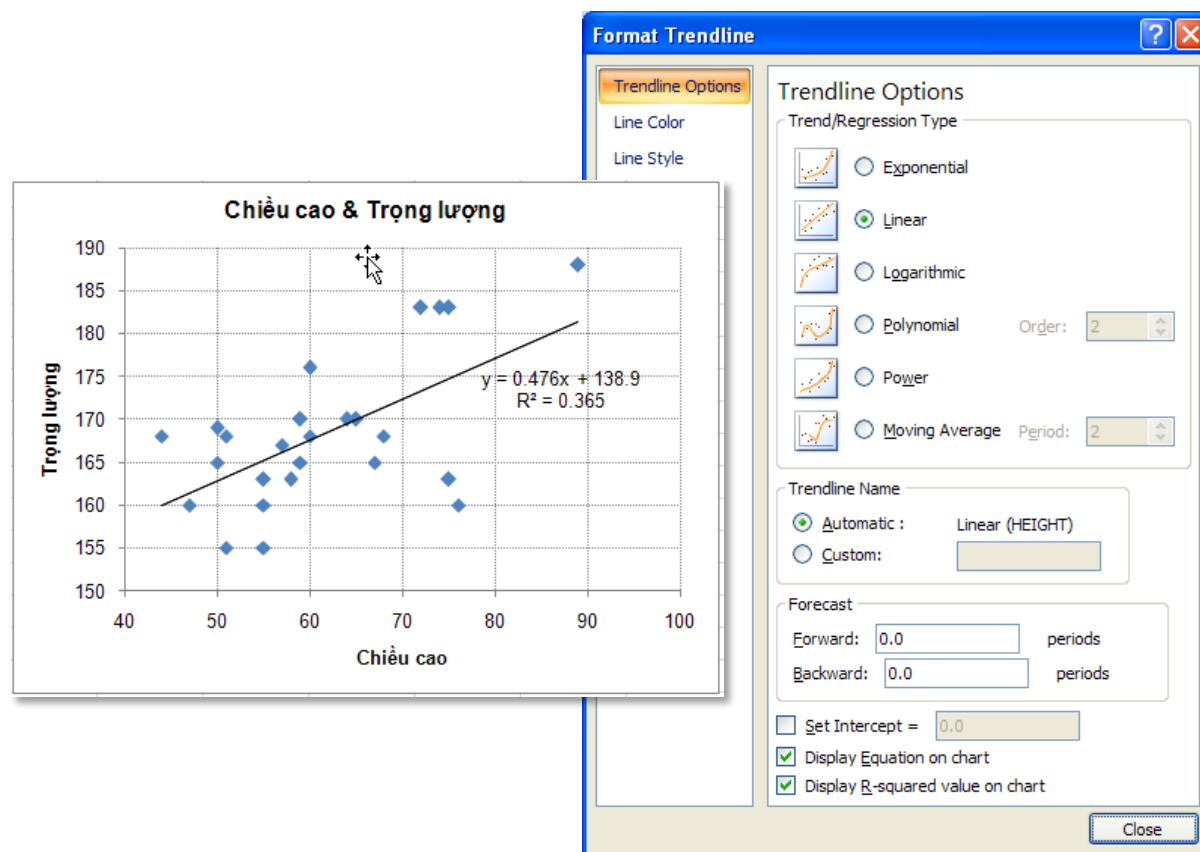 Format Trendline
Trendline Options
Line Color
Line Style
Trendline Options
Trend/Regression Type
Exponential
Linear
Logarithmic
Polynomial Order: 2
Power
Moving Average Period: 2
Trendline Name
Automatic : Linear (HEIGHT)
Custom:
Forecast
Forward: 0.0 periods
Backward: 0.0 periods
Set Intercept = 0.0
Display Equation on chart
Display R-squared value on chart
Close
Chiều cao & Trọng lượng
190
185
180
175
170
165
160
155
150
Trọng lượng
y = 0.476x + 138.9
R² = 0.365
40 50 60 70 80 90 100
Chiều cao